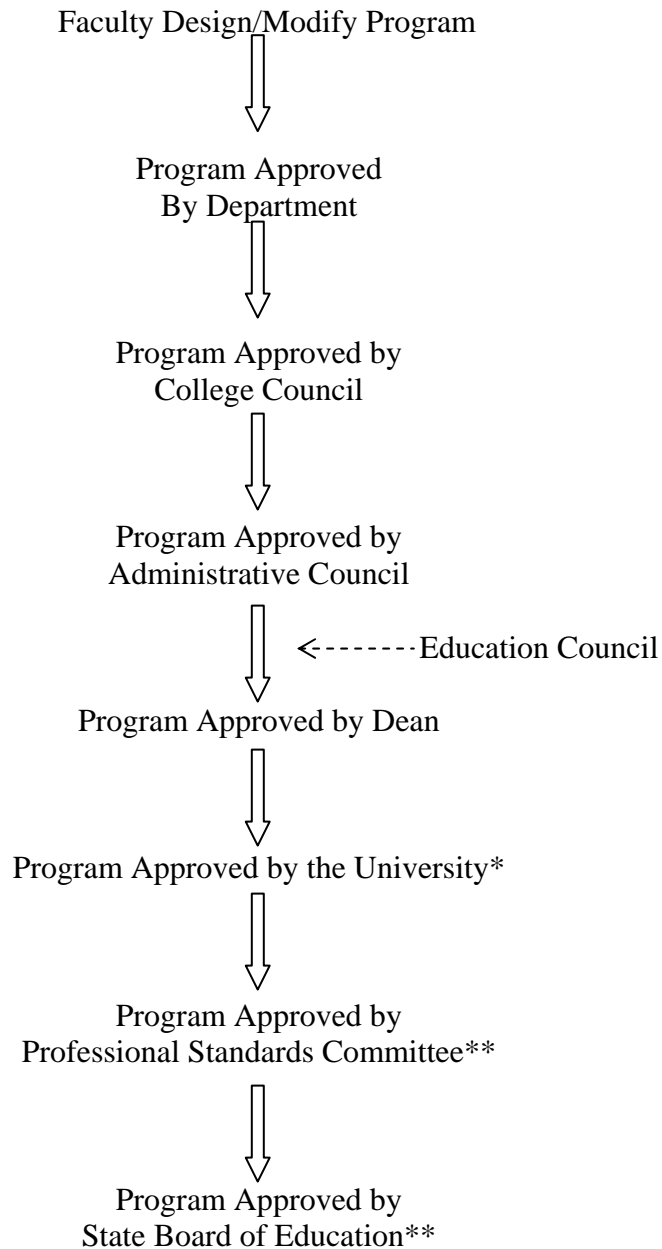 Faculty Design/Modify Program
Program Approved
By Department
Program Approved by
College Council
Program Approved by
Administrative Council
Education Council
Program Approved by Dean
Program Approved by the University*
Program Approved by
Professional Standards Committee**
Program Approved by
State Board of Education**